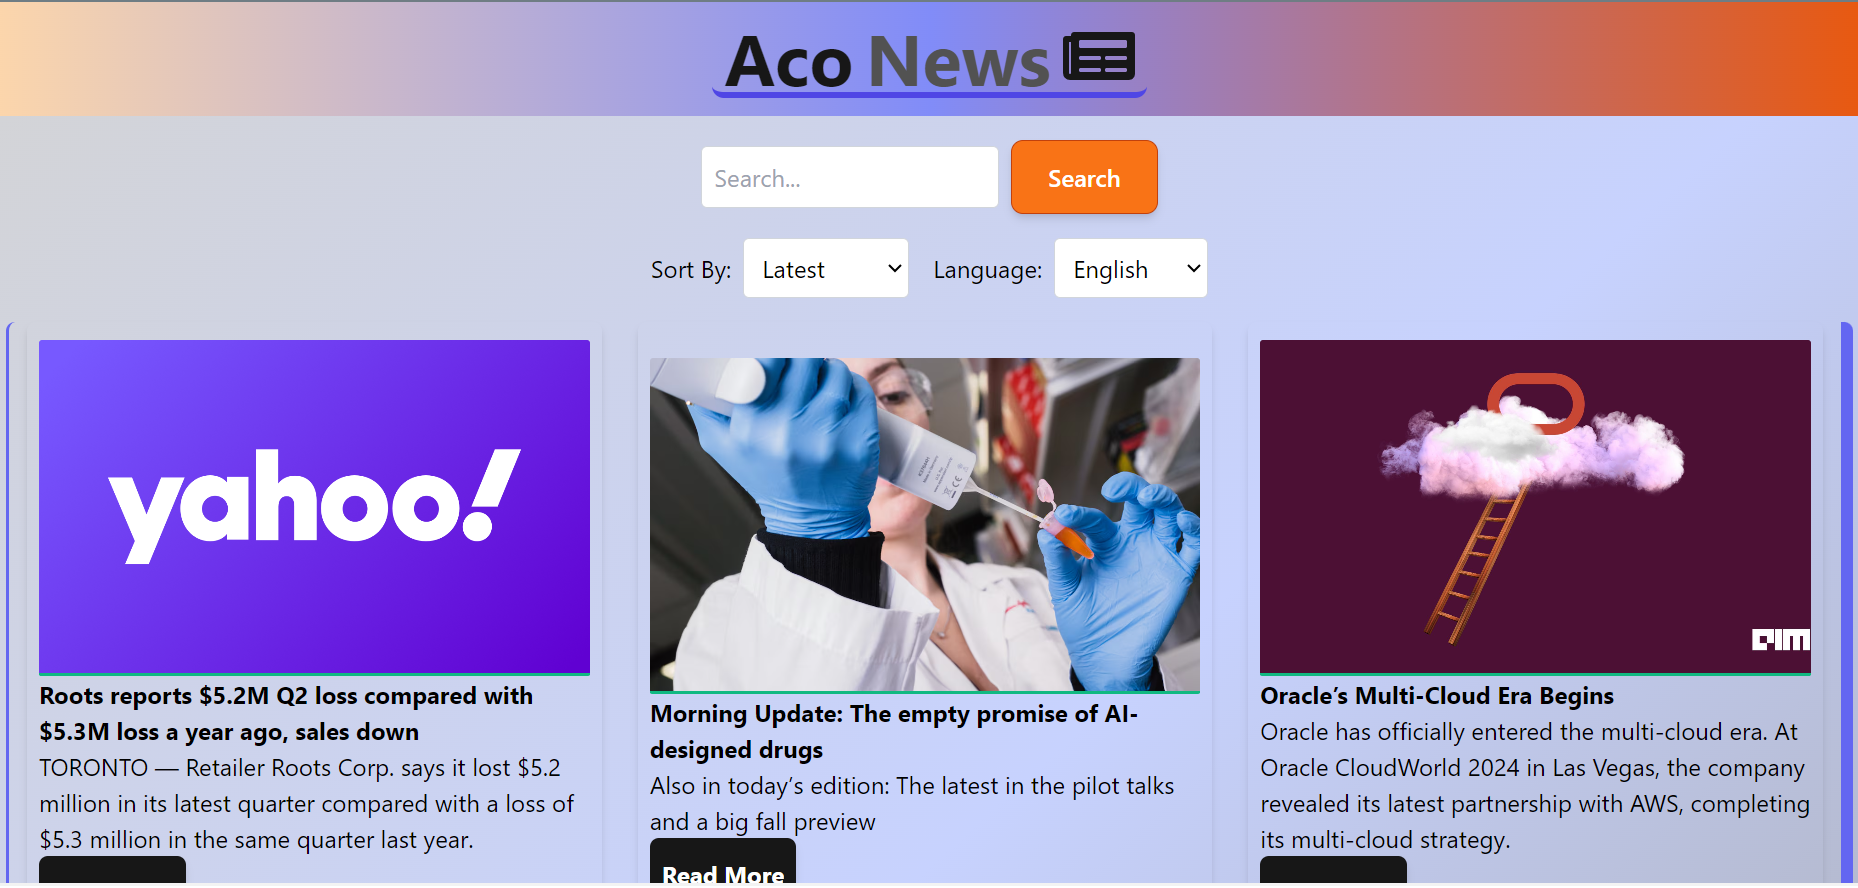 Aco News
Search...
Search
Sort By:
Latest
Language:
English
yahoo!
Roots reports $5.2M Q2 loss compared with
$5.3M loss a year ago, sales down
TORONTO — Retailer Roots Corp. says it lost $5.2
million in its latest quarter compared with a loss of
$5.3 million in the same quarter last year.
Morning Update: The empty promise of AI-
designed drugs
Also in today’s edition: The latest in the pilot talks
and a big fall preview
Read More
AIM
Oracle’s Multi-Cloud Era Begins
Oracle has officially entered the multi-cloud era. At
Oracle CloudWorld 2024 in Las Vegas, the company
revealed its latest partnership with AWS, completing
its multi-cloud strategy.